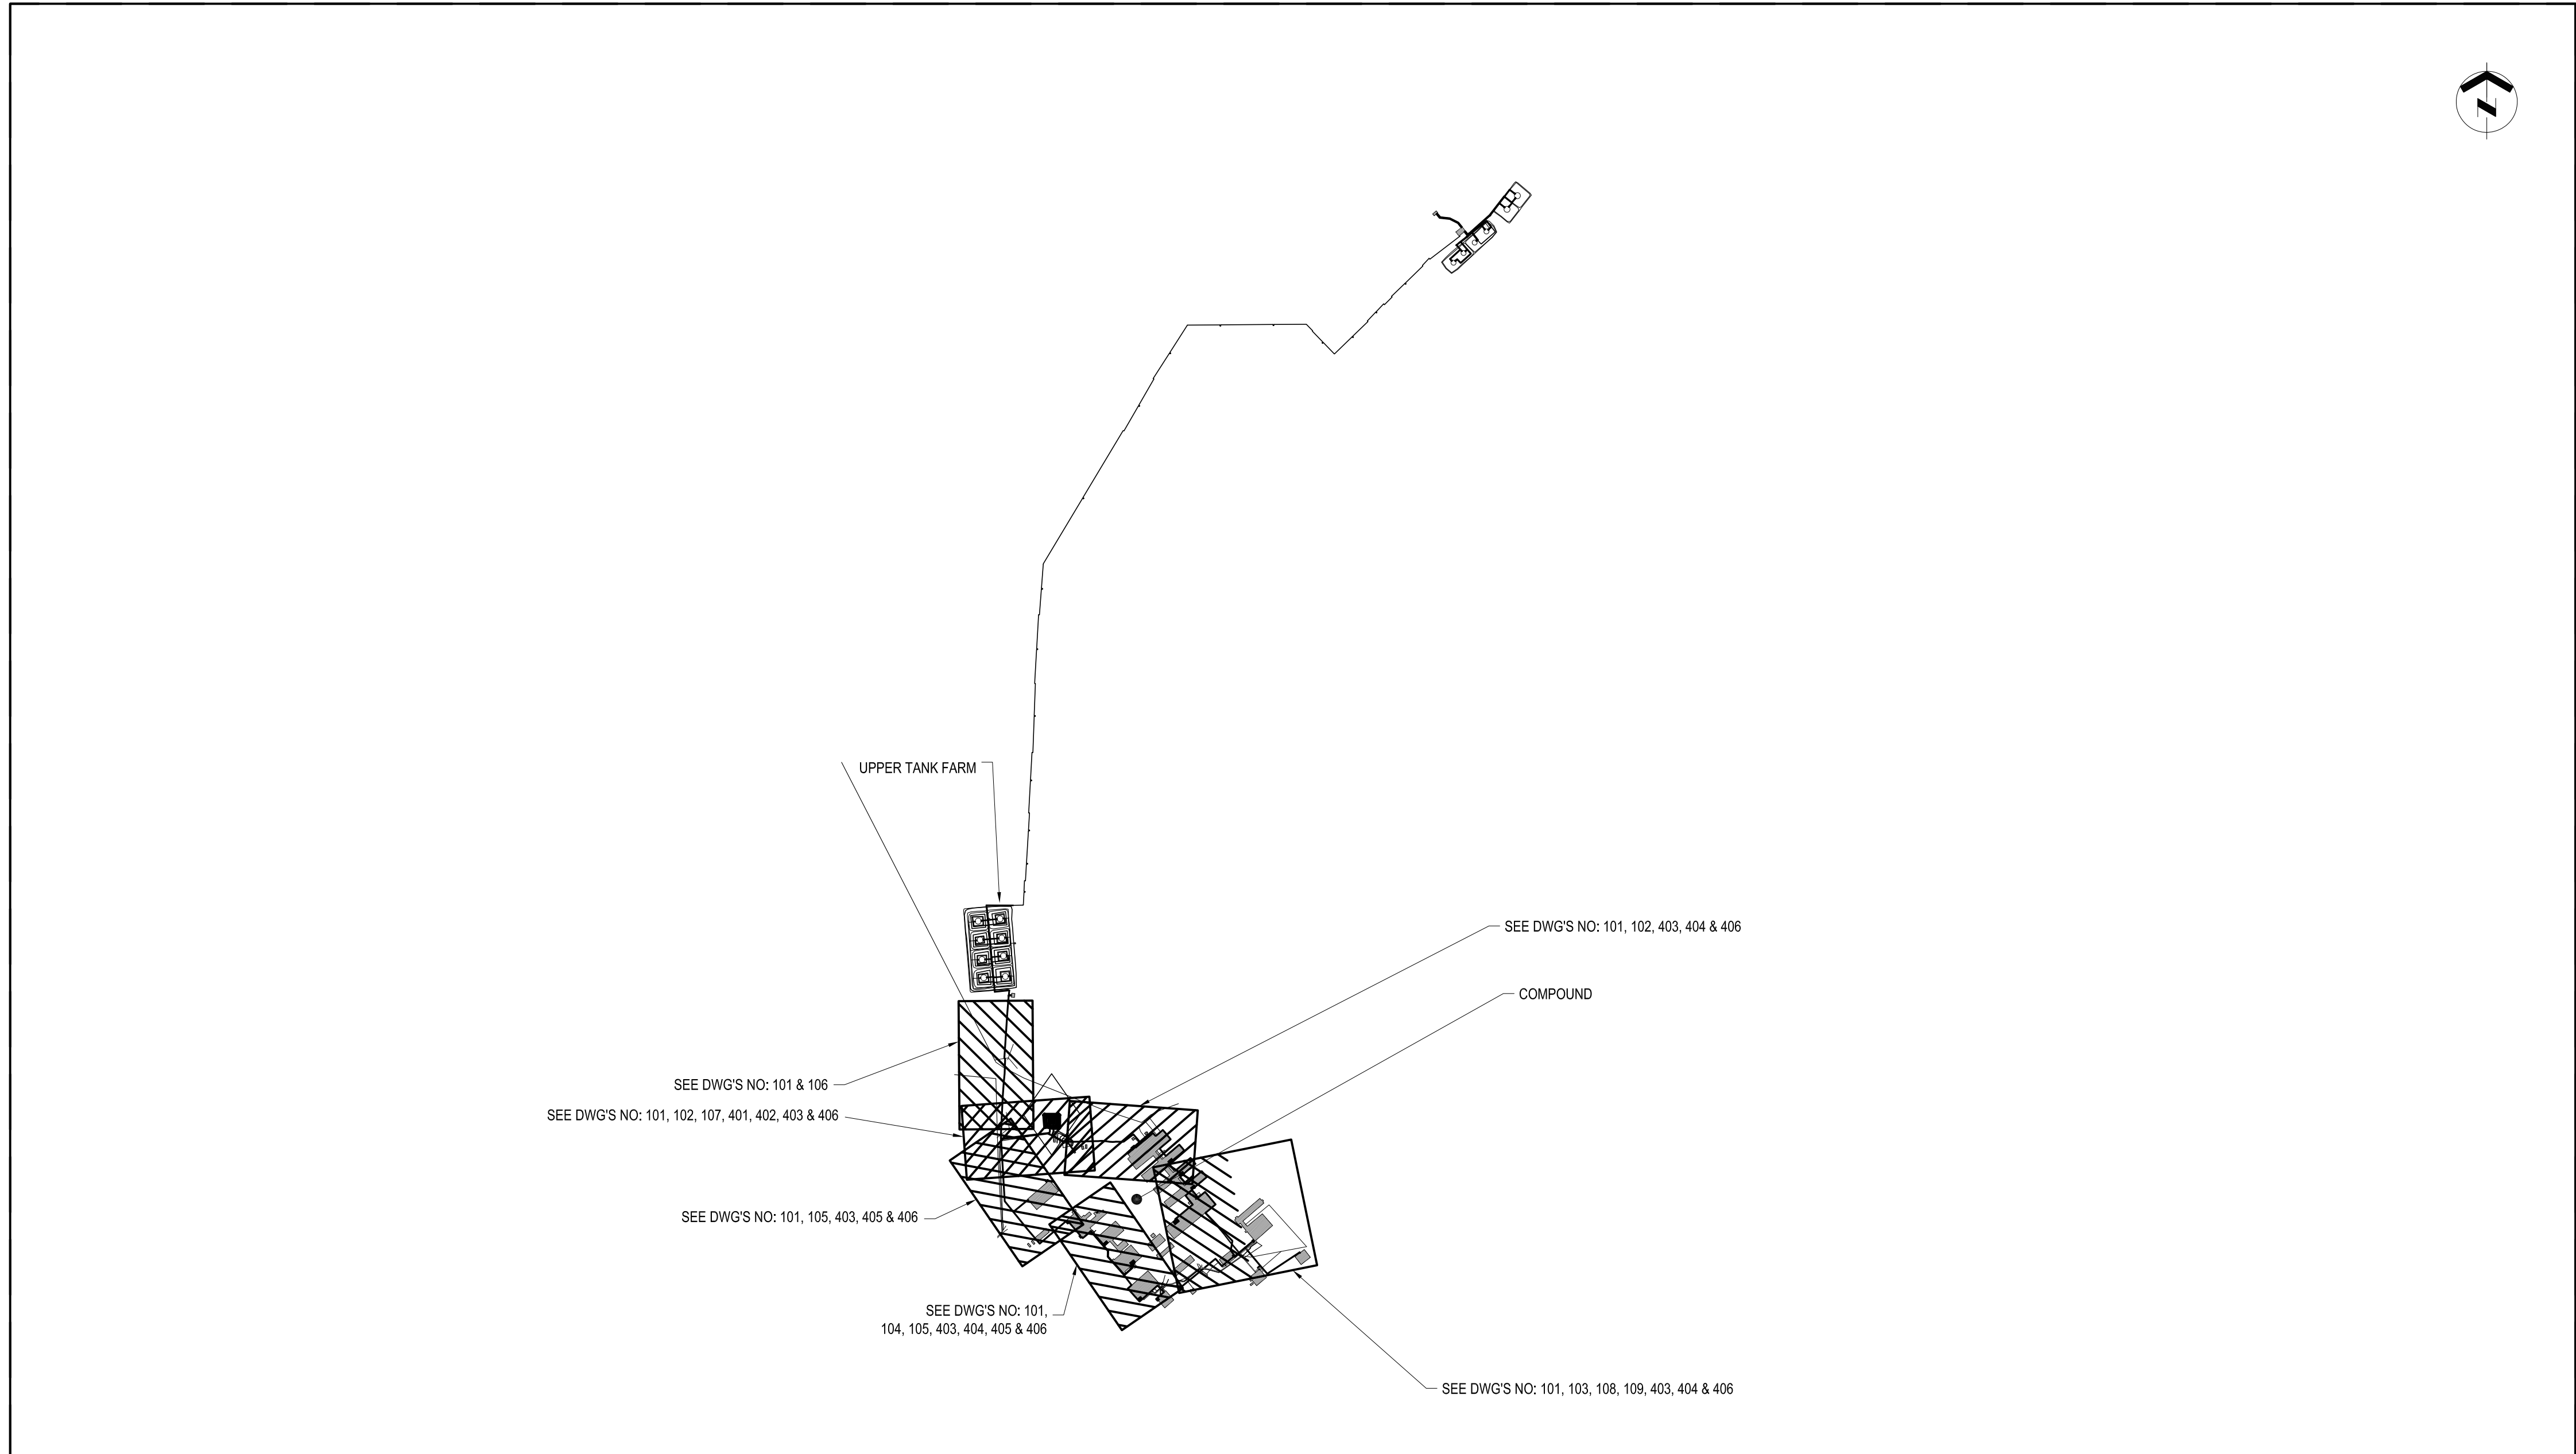 N
UPPER TANK FARM
SEE DWG'S NO: 101, 102, 403, 404 & 406
COMPOUND
SEE DWG'S NO: 101 & 106
SEE DWG'S NO: 101, 102, 107, 401, 402, 403 & 406
SEE DWG'S NO: 101, 105, 403, 405 & 406
SEE DWG'S NO: 101,
104, 105, 403, 404, 405 & 406
SEE DWG'S NO: 101, 103, 108, 109, 403, 404 & 406